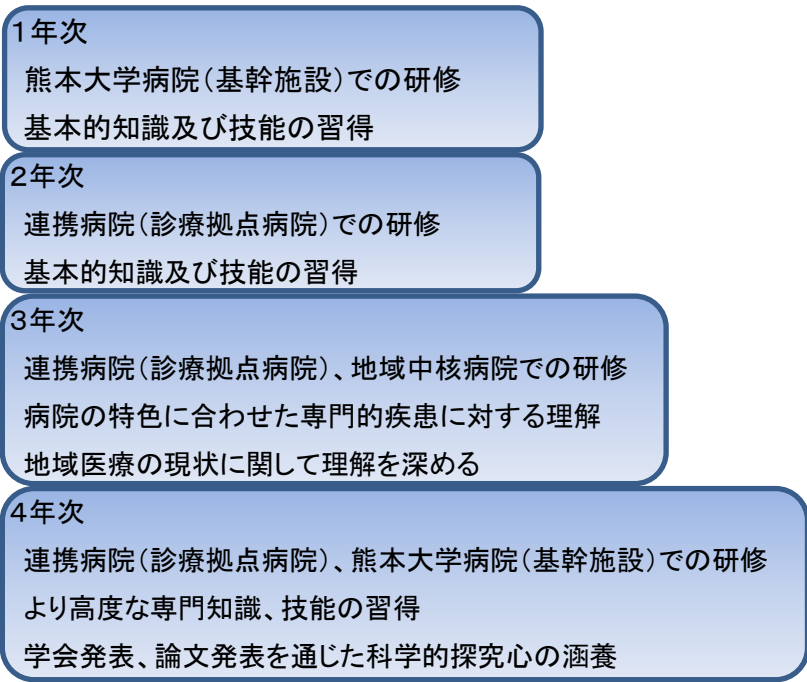 １年次
熊本大学病院（基幹施設）での研修
基本的知識及び技能の習得
２年次
連携病院（診療拠点病院）での研修
基本的知識及び技能の習得
３年次
連携病院（診療拠点病院）、地域中核病院での研修
病院の特色に合わせた専門的疾患に対する理解
地域医療の現状に関して理解を深める
４年次
連携病院（診療拠点病院）、熊本大学病院（基幹施設）での研修
より高度な専門知識、技能の習得
学会発表、論文発表を通じた科学的探究心の涵養